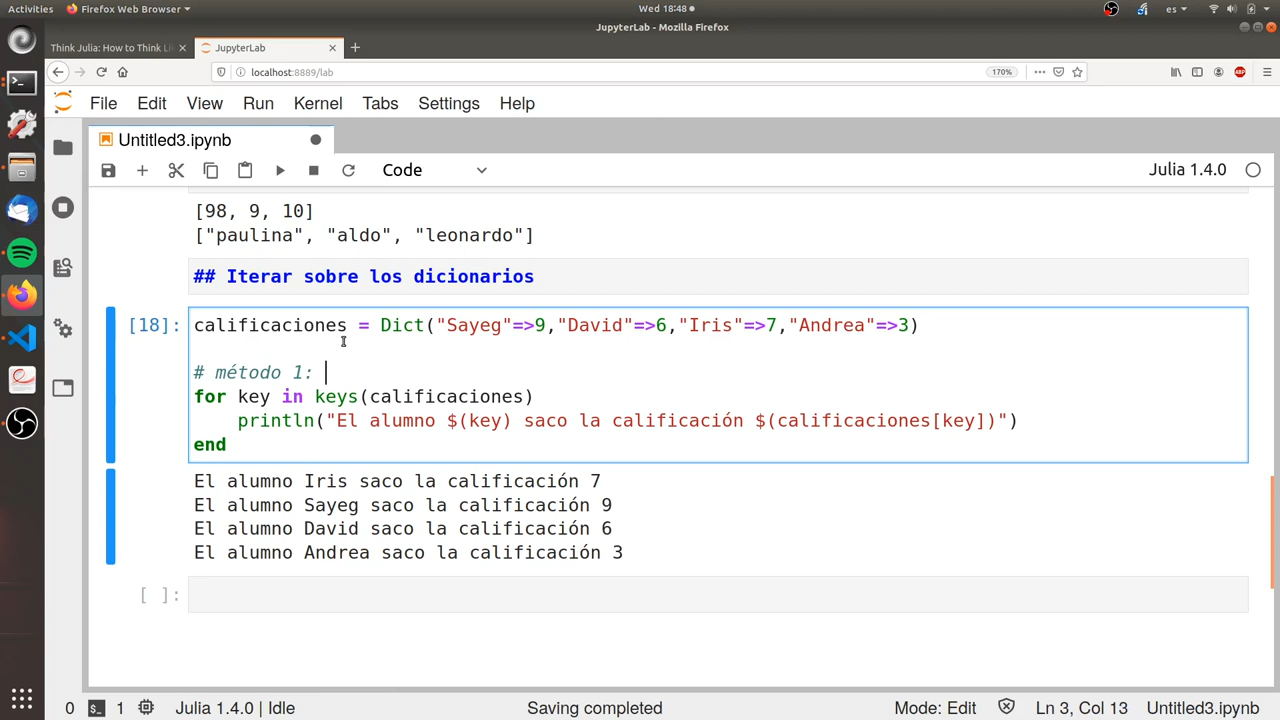 Activities Firefox Web Browser Wed 18:48 es
JupyterLab - Mozilla Firefox
Think Julia: How to Think Li JupyterLab
localhost:8889/lab 170% ABP
File Edit View Run Kernel Tabs Settings Help
Untitled3.ipynb
Code Julia 1.4.0
[98, 9, 10]
["paulina", "aldo", "leonardo"]
## Iterar sobre los dicionarios
[18]: calificaciones = Dict("Sayeg"=>9,"David"=>6,"Iris"=>7,"Andrea"=>3)
# método 1:
for key in keys(calificaciones)
println("El alumno $(key) saco la calificación $(calificaciones[key])")
end
El alumno Iris saco la calificación 7
El alumno Sayeg saco la calificación 9
El alumno David saco la calificación 6
El alumno Andrea saco la calificación 3
[ ]:
0 $_ 1 Julia 1.4.0 | Idle Saving completed Mode: Edit Ln 3, Col 13 Untitled3.ipynb